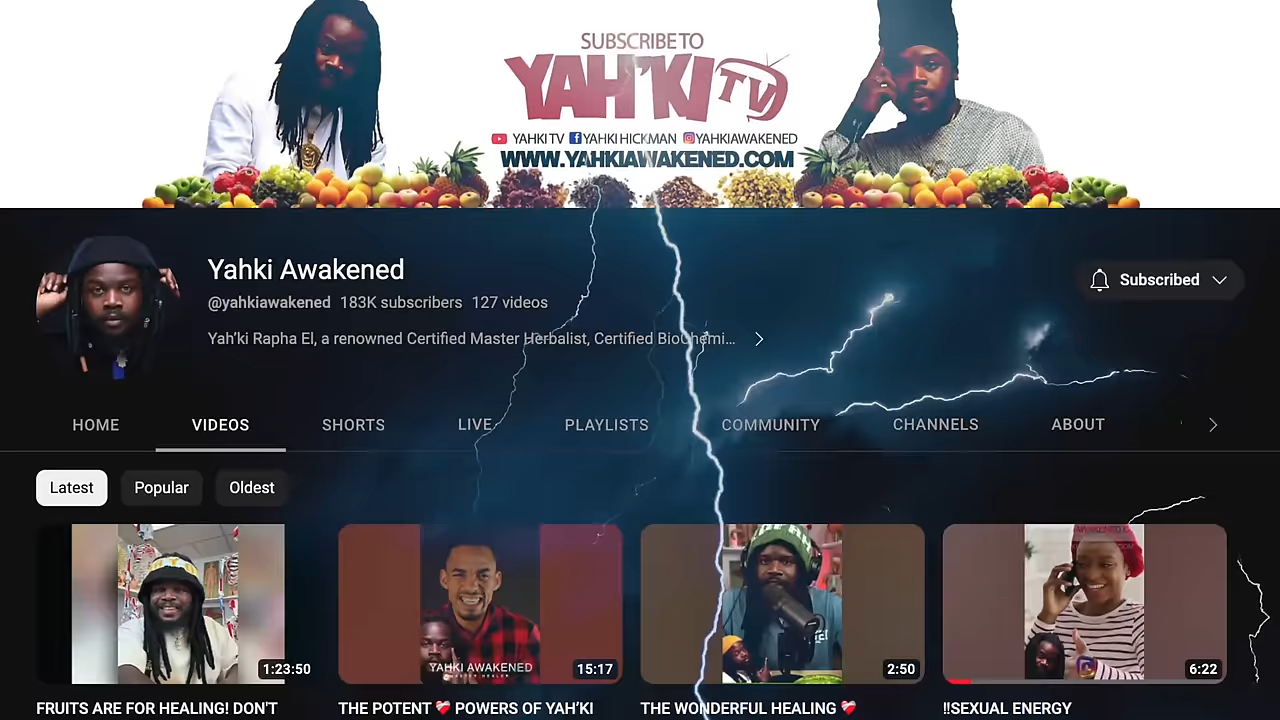 SUBSCRIBE TO
YAH'KI TV
YAHKI TV YAHKI HICKMAN YAHKIAWAKENED
WWW.YAHKIAWAKENED.COM
Yahki Awakened
@yahkiawakened 183K subscribers 127 videos
Yah’ki Rapha El, a renowned Certified Master Herbalist, Certified BioChemi...
Subscribed
HOME VIDEOS SHORTS LIVE PLAYLISTS COMMUNITY CHANNELS ABOUT
Latest Popular Oldest
YAHKI AWAKENED
MASTER HEALER
1:23:50 15:17 2:50 6:22
FRUITS ARE FOR HEALING! DON'T
THE POTENT 💝 POWERS OF YAH’KI
THE WONDERFUL HEALING ❤️‍🩹
‼️SEXUAL ENERGY